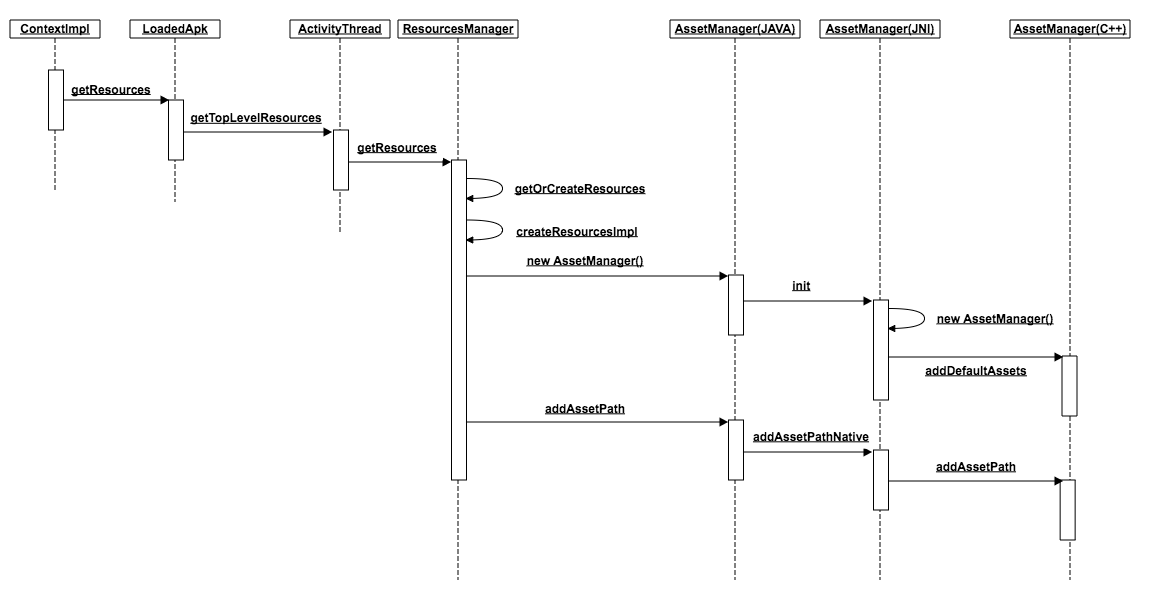 ContextImpl
LoadedApk
ActivityThread
ResourcesManager
AssetManager(JAVA)
AssetManager(JNI)
AssetManager(C++)
getResources
getTopLevelResources
getResources
getOrCreateResources
createResourcesImpl
new AssetManager()
init
new AssetManager()
addDefaultAssets
addAssetPath
addAssetPathNative
addAssetPath